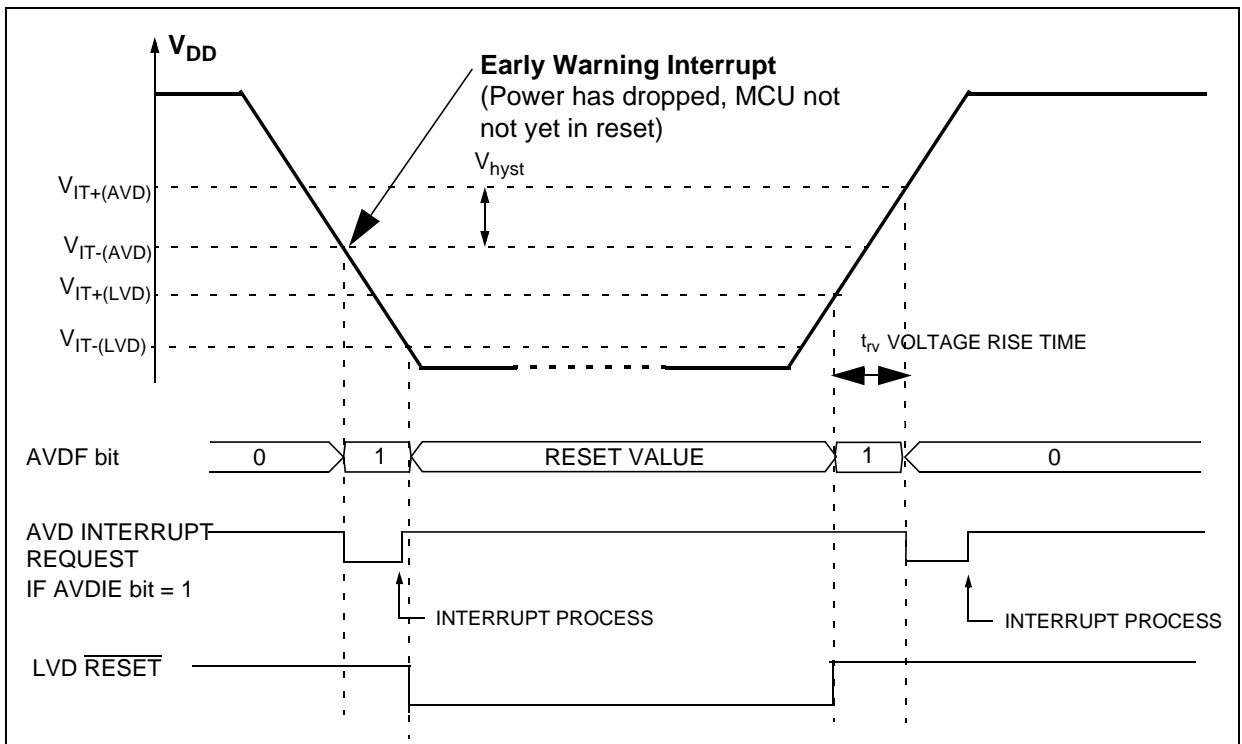 VDD
Early Warning Interrupt
(Power has dropped, MCU not
not yet in reset)
Vhyst
VIT+(AVD)
VIT-(AVD)
VIT+(LVD)
VIT-(LVD)
trv VOLTAGE RISE TIME
AVDF bit
0
1
RESET VALUE
1
0
AVD INTERRUPT
REQUEST
IF AVDIE bit = 1
INTERRUPT PROCESS
INTERRUPT PROCESS
LVD RESET